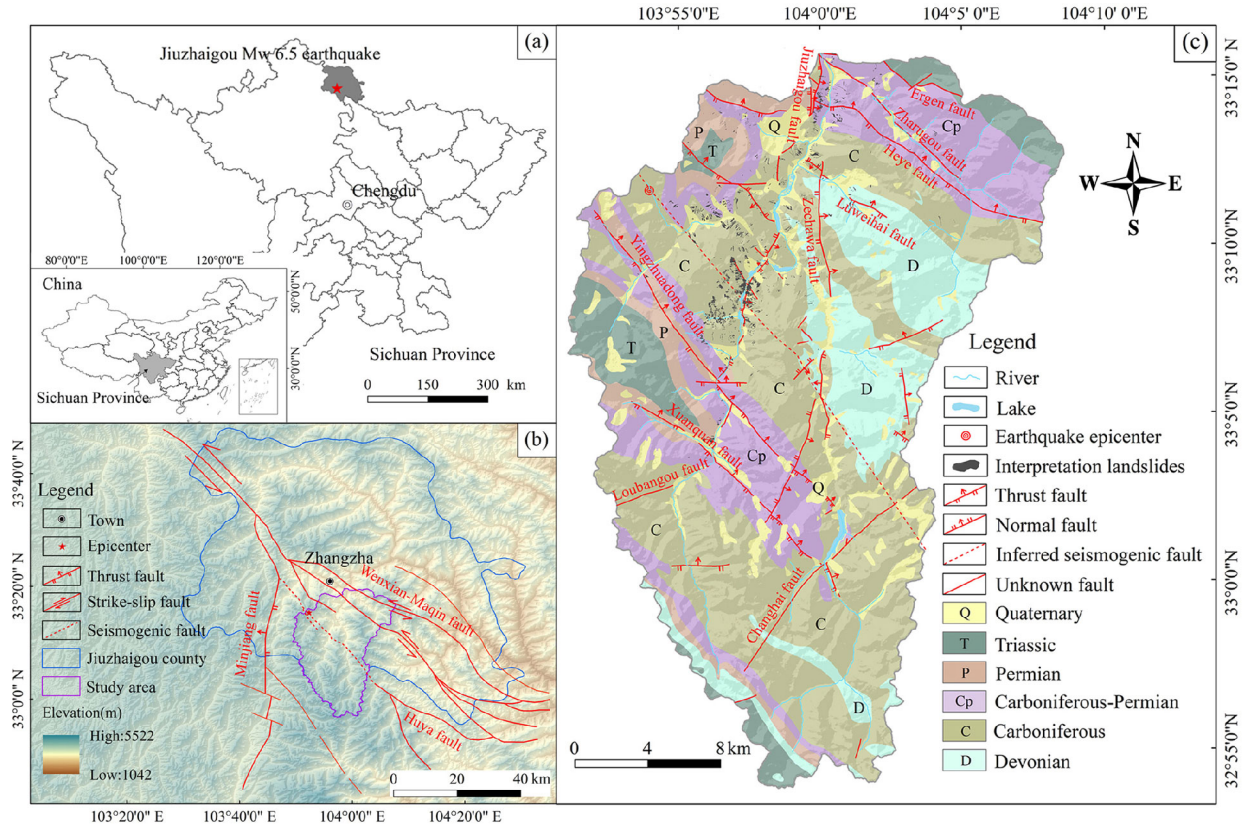 (a)
Jiuzhaigou Mw 6.5 earthquake
Chengdu
80°00'0"
100°00'0"
120°00'0"
China
50°00'0"N
30°00'0"N
Sichuan Province
Sichuan Province
0 150 300 km
(b)
33°40'0"N
33°20'0"N
33°0'0"N
Legend
Town
Epicenter
Thrust fault
Strike-slip fault
Seismogenic fault
Jiuzhaigou county
Study area
Elevation(m)
High:5522
Low:1042
Zhangzha
Wenxian-Maqin fault
Minjiang fault
Huya fault
0 20 40 km
103°20'0"E
103°40'0"E
104°0'0"E
104°20'0"E
103°55'0"E
104°0'0"E
104°5'0"E
104°10'0"E
(c)
33°15'0"N
33°10'0"N
33°5'0"N
33°0'0"N
32°55'0"N
N
W E
S
Jiuzhaigou fault
Ergen fault
Zharugou fault
Heye fault
Cp
P
T
Q
C
Zechawa fault
Luweihai fault
D
Yingzhuadong fault
C
P
T
C
D
Xuanquan fault
Cp
Loubangou fault
Q
C
Changhai fault
C
D
0 4 8 km
Legend
River
Lake
Earthquake epicenter
Interpretation landslides
Thrust fault
Normal fault
Inferred seismogenic fault
Unknown fault
Q Quaternary
T Triassic
P Permian
Cp Carboniferous-Permian
C Carboniferous
D Devonian